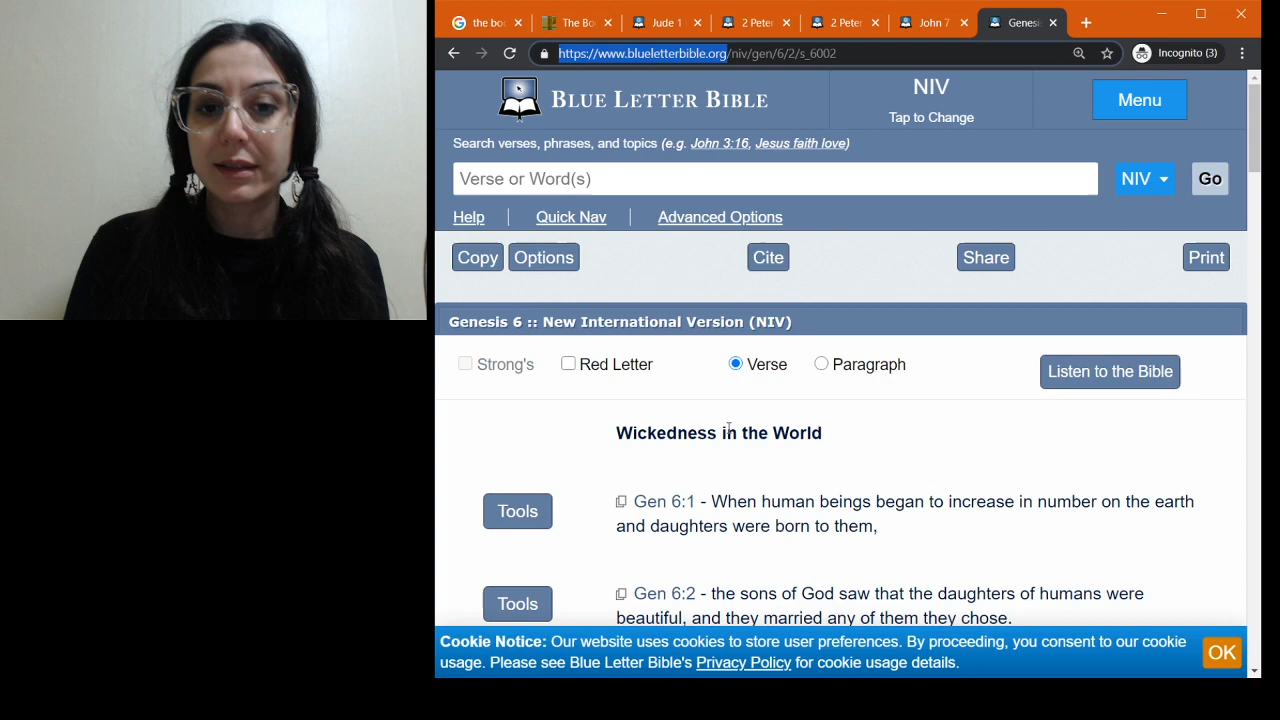 the boo
The Boo
Jude 1
2 Peter
2 Peter
John 7
Genesis
https://www.blueletterbible.org/niv/gen/6/2/s_6002
Incognito (3)
BLUE LETTER BIBLE
NIV
Tap to Change
Menu
Search verses, phrases, and topics (e.g. John 3:16, Jesus faith love)
Verse or Word(s)
NIV
Go
Help
Quick Nav
Advanced Options
Copy
Options
Cite
Share
Print
Genesis 6 :: New International Version (NIV)
Strong's
Red Letter
Verse
Paragraph
Listen to the Bible
Wickedness in the World
Tools
Gen 6:1 - When human beings began to increase in number on the earth
and daughters were born to them,
Tools
Gen 6:2 - the sons of God saw that the daughters of humans were
beautiful, and they married any of them they chose.
Cookie Notice: Our website uses cookies to store user preferences. By proceeding, you consent to our cookie
usage. Please see Blue Letter Bible's Privacy Policy for cookie usage details.
OK